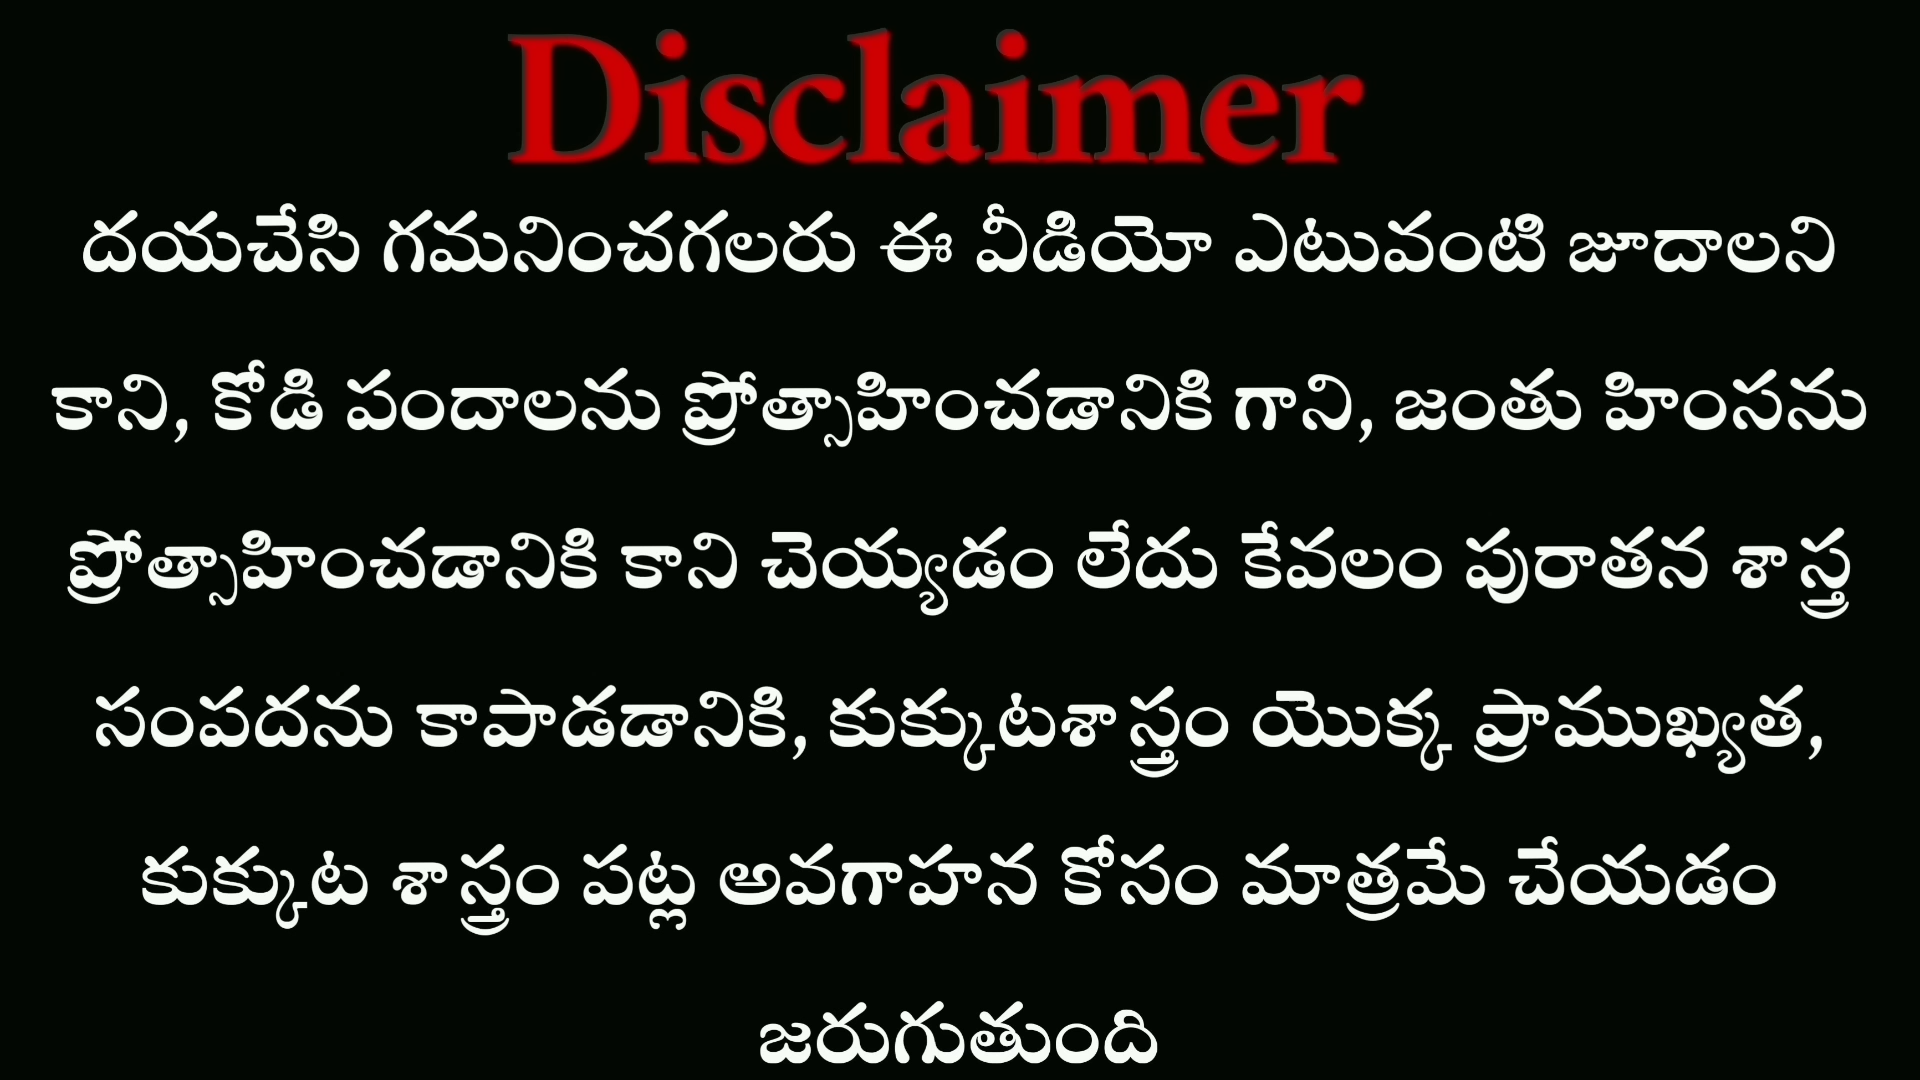 Disclaimer
దయచేసి గమనించగలరు ఈ వీడియో ఎటువంటి జూదాలని
కాని, కోడి పందాలను ప్రోత్సాహించడానికి గాని, జంతు హింసను
ప్రోత్సాహించడానికి కాని చెయ్యడం లేదు కేవలం పురాతన శాస్త్ర
సంపదను కాపాడడానికి, కుక్కుటశాస్త్రం యొక్క ప్రాముఖ్యత,
కుక్కుట శాస్త్రం పట్ల అవగాహన కోసం మాత్రమే చేయడం
జరుగుతుంది